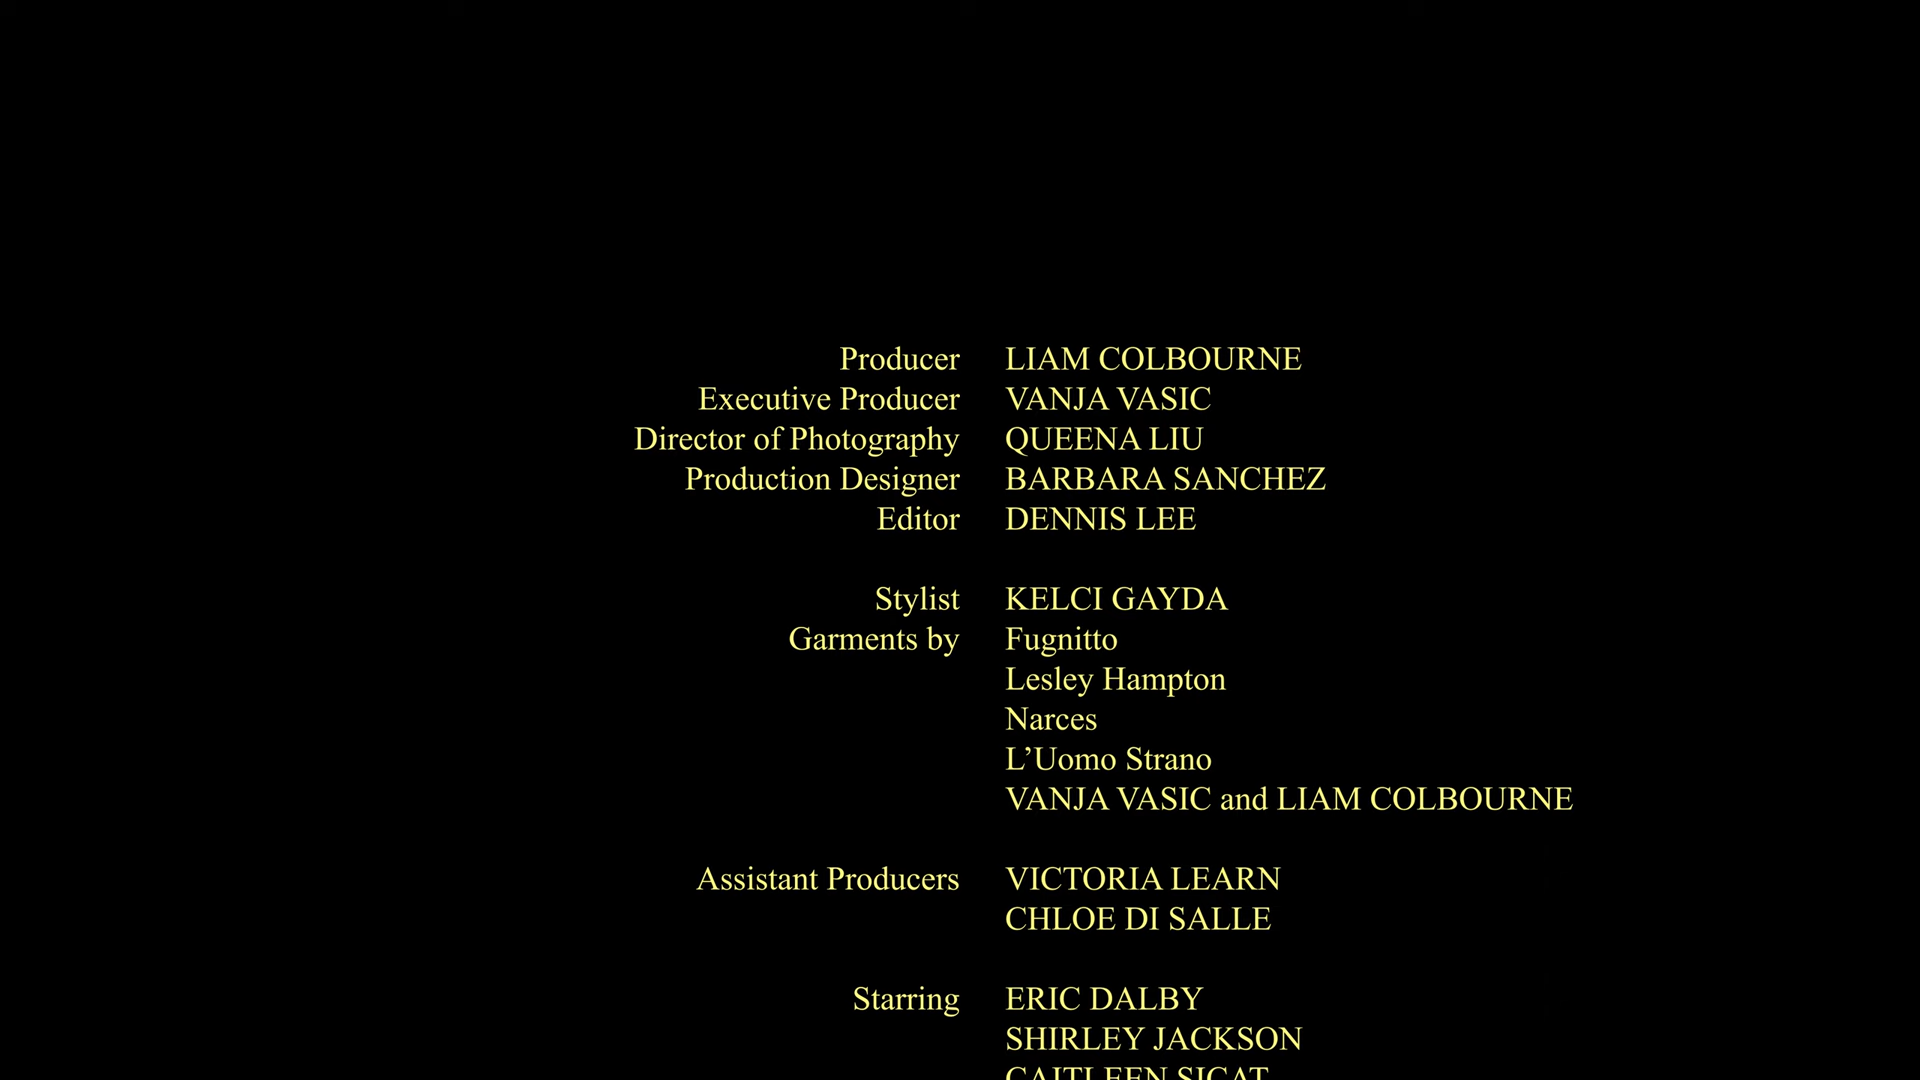 Producer LIAM COLBOURNE
Executive Producer VANJA VASIC
Director of Photography QUEENA LIU
Production Designer BARBARA SANCHEZ
Editor DENNIS LEE
Stylist KELCI GAYDA
Garments by Fugnitto
Lesley Hampton
Narces
L’Uomo Strano
VANJA VASIC and LIAM COLBOURNE
Assistant Producers VICTORIA LEARN
CHLOE DI SALLE
Starring ERIC DALBY
SHIRLEY JACKSON
CAITLEEN SICAT